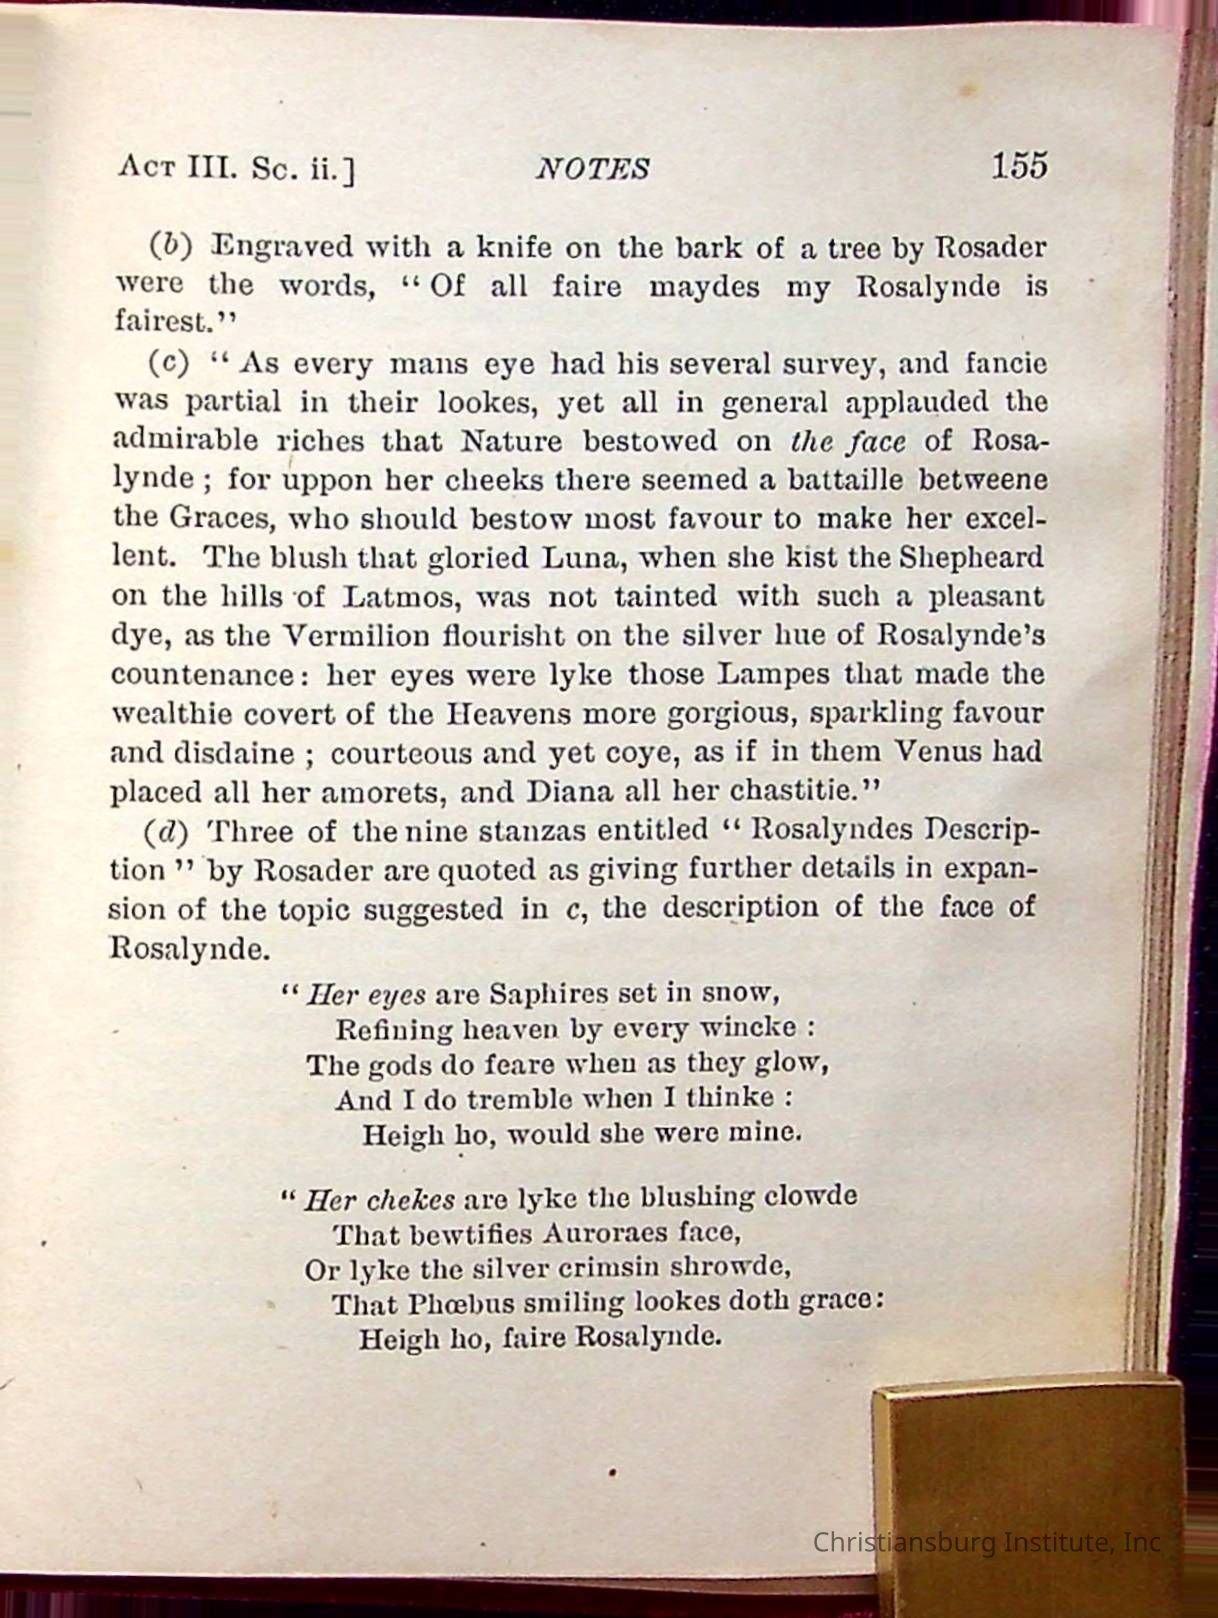 ACT III. Sc. ii.] NOTES 155
(b) Engraved with a knife on the bark of a tree by Rosader
were the words, “Of all faire maydes my Rosalynde is
fairest.”
(c) “As every mans eye had his several survey, and fancie
was partial in their lookes, yet all in general applauded the
admirable riches that Nature bestowed on the face of Rosa-
lynde ; for uppon her cheeks there seemed a battaille betweene
the Graces, who should bestow most favour to make her excel-
lent. The blush that gloried Luna, when she kist the Shepheard
on the hills of Latmos, was not tainted with such a pleasant
dye, as the Vermilion flourisht on the silver hue of Rosalynde’s
countenance: her eyes were lyke those Lampes that made the
wealthie covert of the Heavens more gorgious, sparkling favour
and disdaine ; courteous and yet coye, as if in them Venus had
placed all her amorets, and Diana all her chastitie.”
(d) Three of the nine stanzas entitled “Rosalyndes Descrip-
tion” by Rosader are quoted as giving further details in expan-
sion of the topic suggested in c, the description of the face of
Rosalynde.
“Her eyes are Saphires set in snow,
Refining heaven by every wincke :
The gods do feare when as they glow,
And I do tremble when I thinke :
Heigh ho, would she were mine.
“Her chekes are lyke the blushing clowde
That bewtifies Auroraes face,
Or lyke the silver crimsin shrowde,
That Phœbus smiling lookes doth grace:
Heigh ho, faire Rosalynde.
Christiansburg Institute, Inc